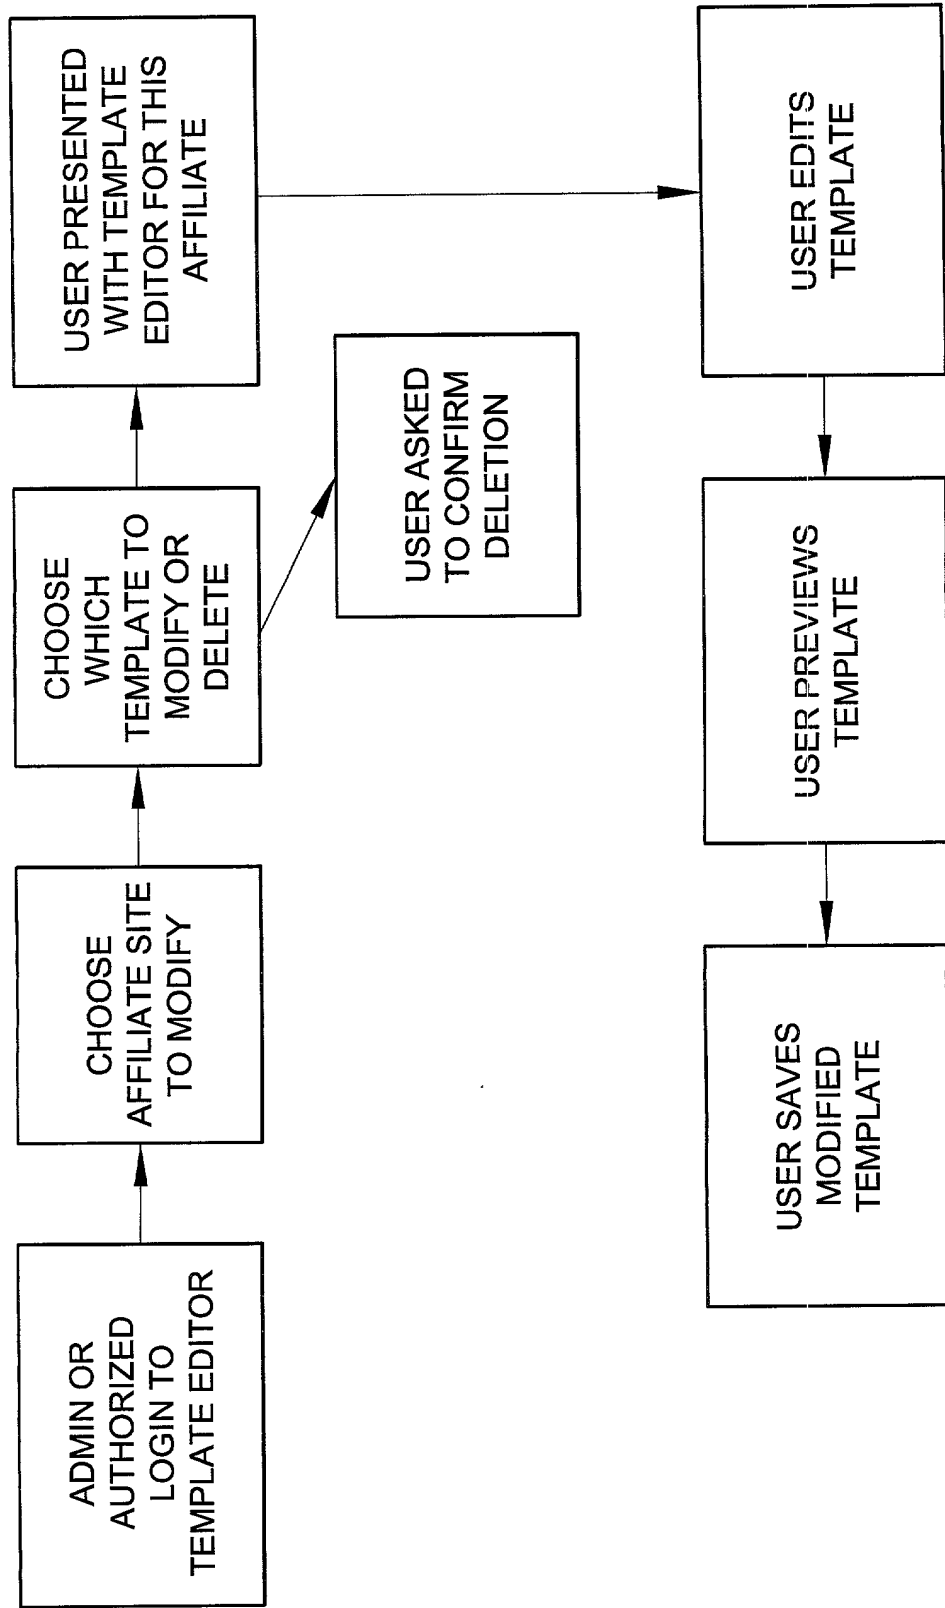 ADMIN OR
AUTHORIZED
LOGIN TO
TEMPLATE EDITOR
CHOOSE
AFFILIATE SITE
TO MODIFY
CHOOSE
WHICH
TEMPLATE TO
MODIFY OR
DELETE
USER PRESENTED
WITH TEMPLATE
EDITOR FOR THIS
AFFILIATE
USER ASKED
TO CONFIRM
DELETION
USER EDITS
TEMPLATE
USER PREVIEWS
TEMPLATE
USER SAVES
MODIFIED
TEMPLATE